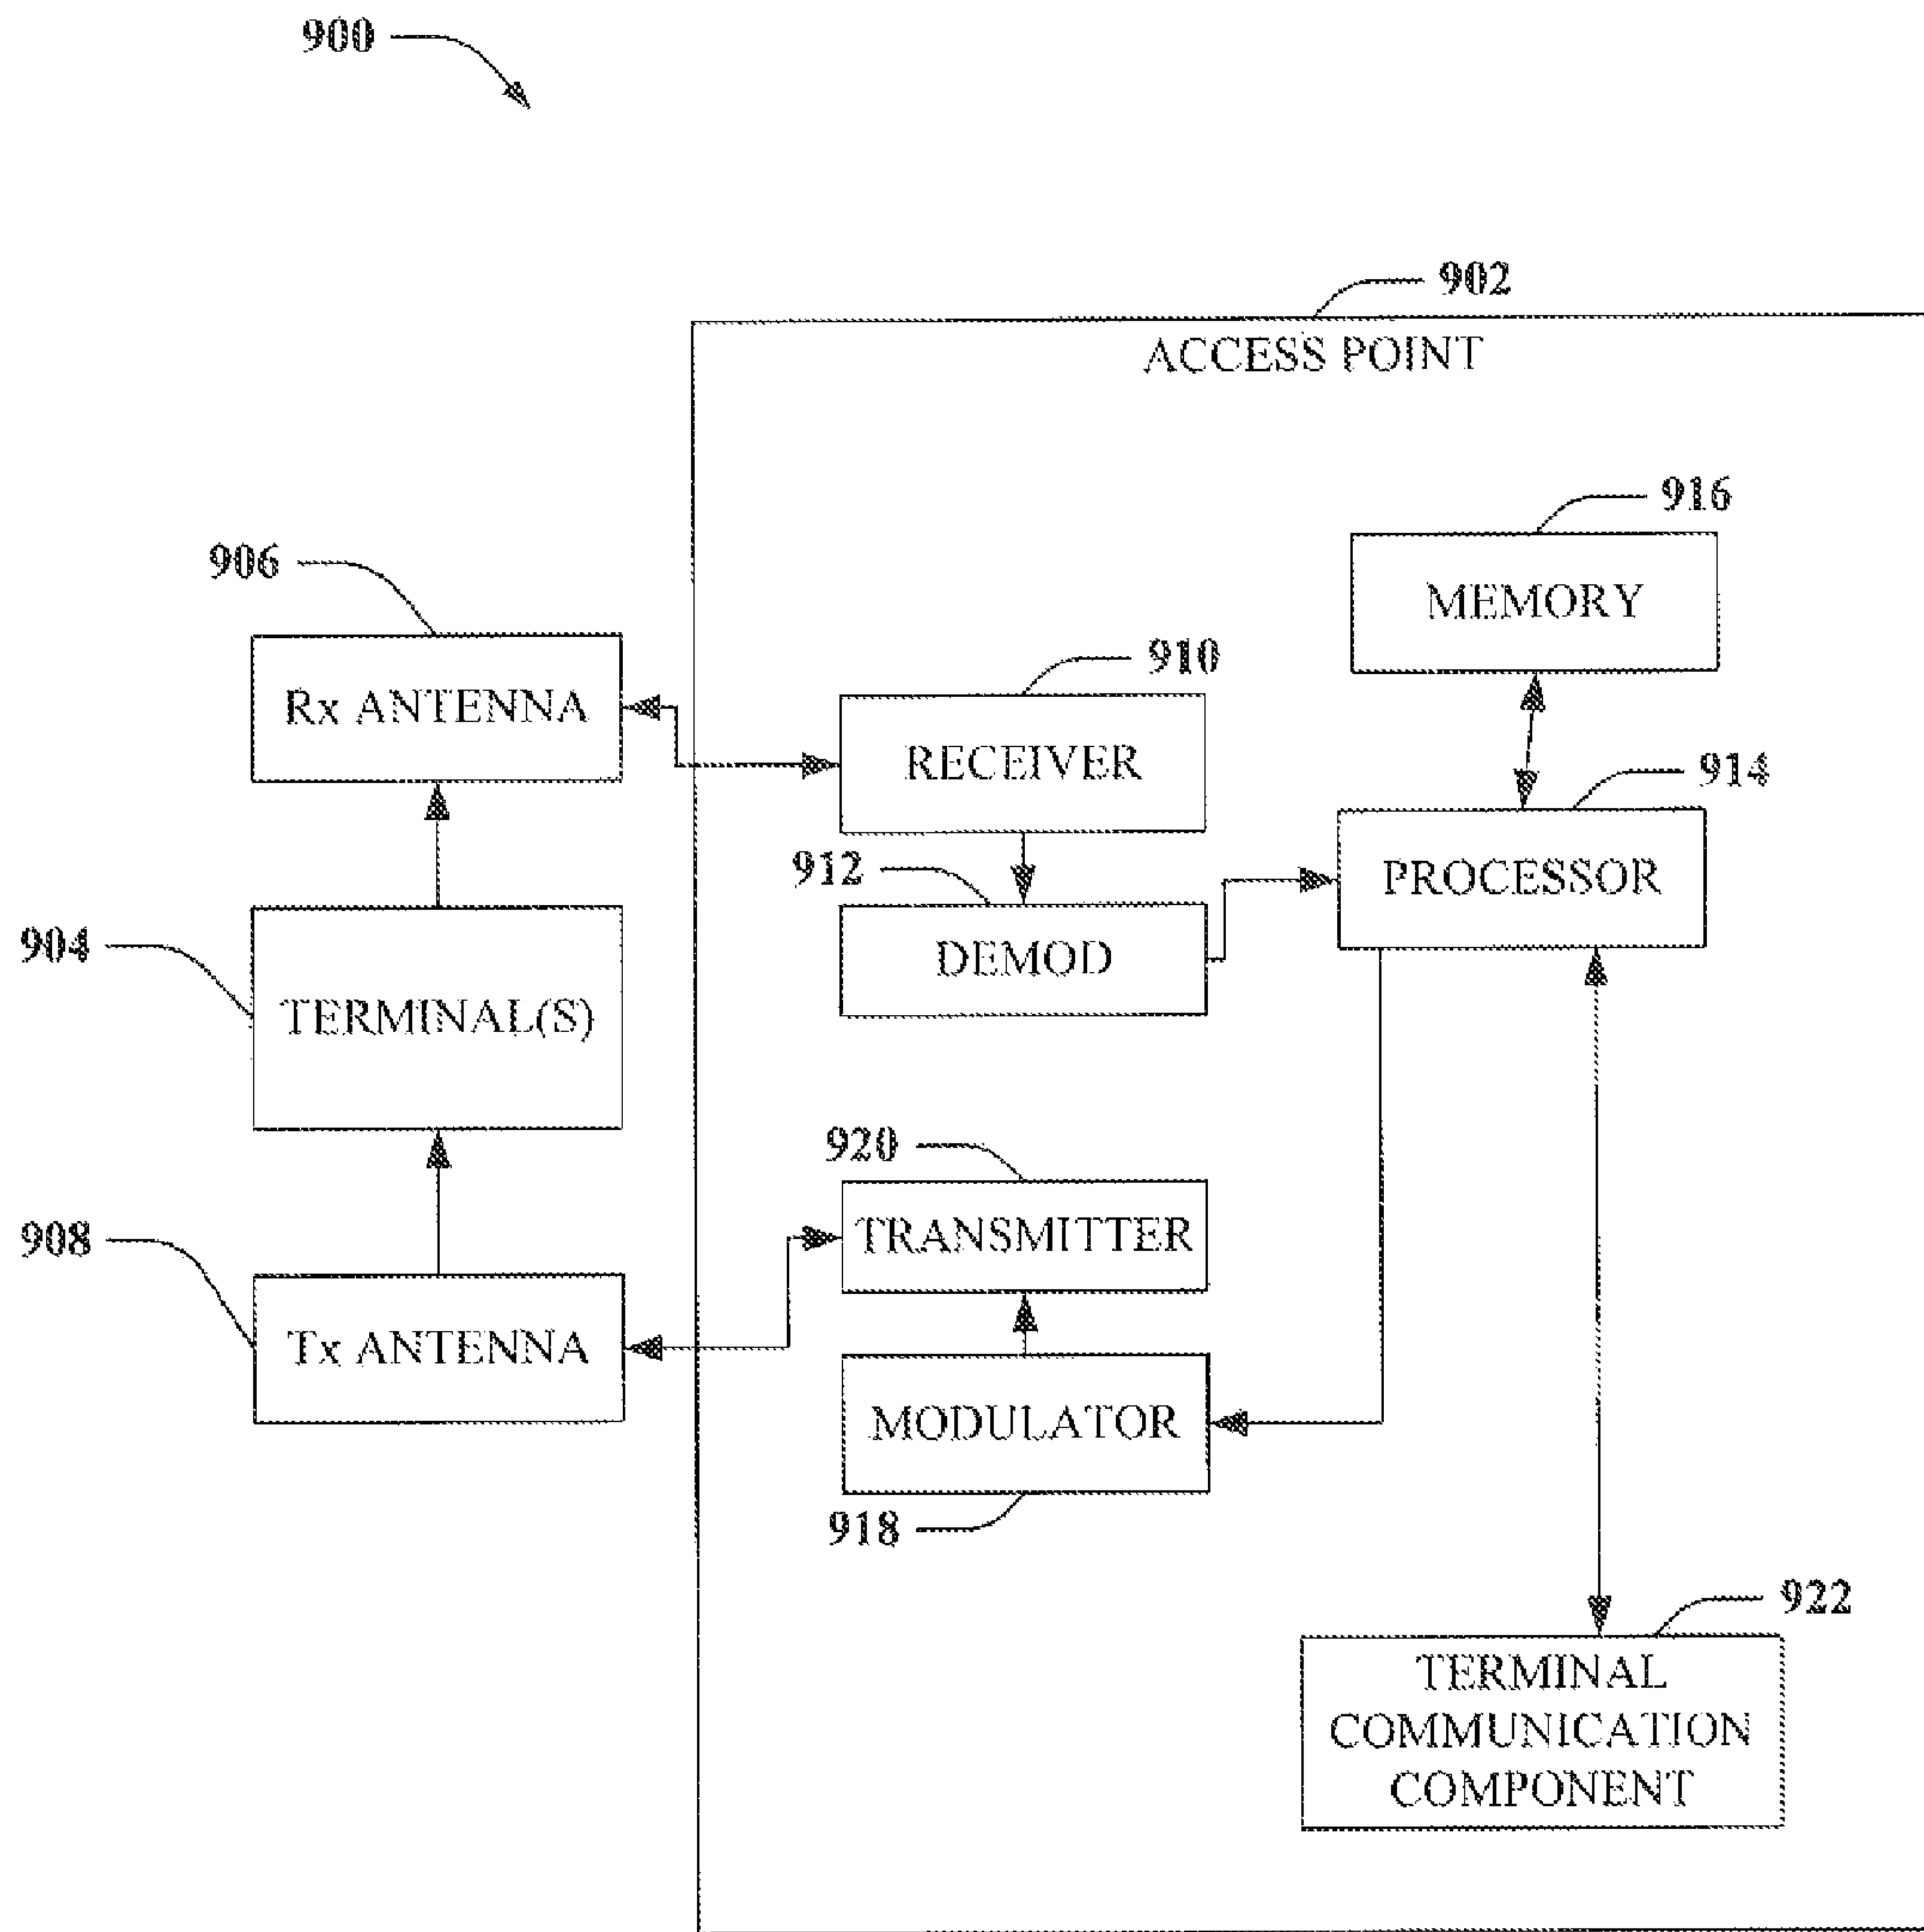 900
902
ACCESS POINT
916
906
MEMORY
910
Rx ANTENNA
RECEIVER
914
912
PROCESSOR
904
DEMOD
TERMINAL(S)
920
TRANSMITTER
908
Tx ANTENNA
MODULATOR
918
922
TERMINAL
COMMUNICATION
COMPONENT